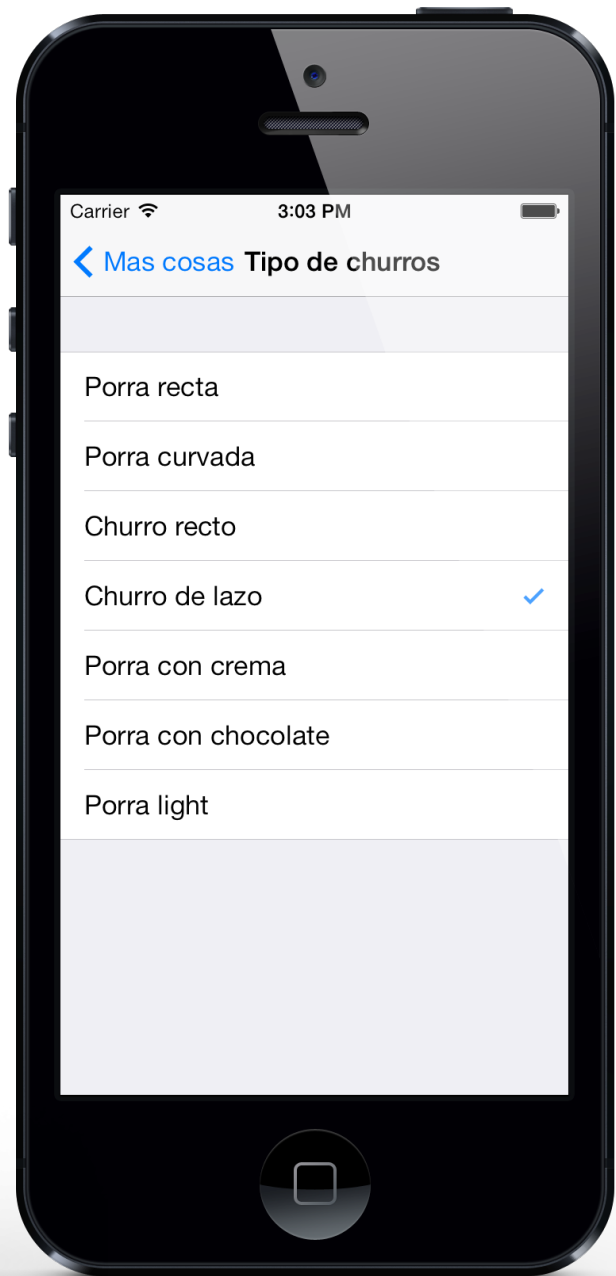 Carrier 3:03 PM
Mas cosas Tipo de churros
Porra recta
Porra curvada
Churro recto
Churro de lazo
Porra con crema
Porra con chocolate
Porra light